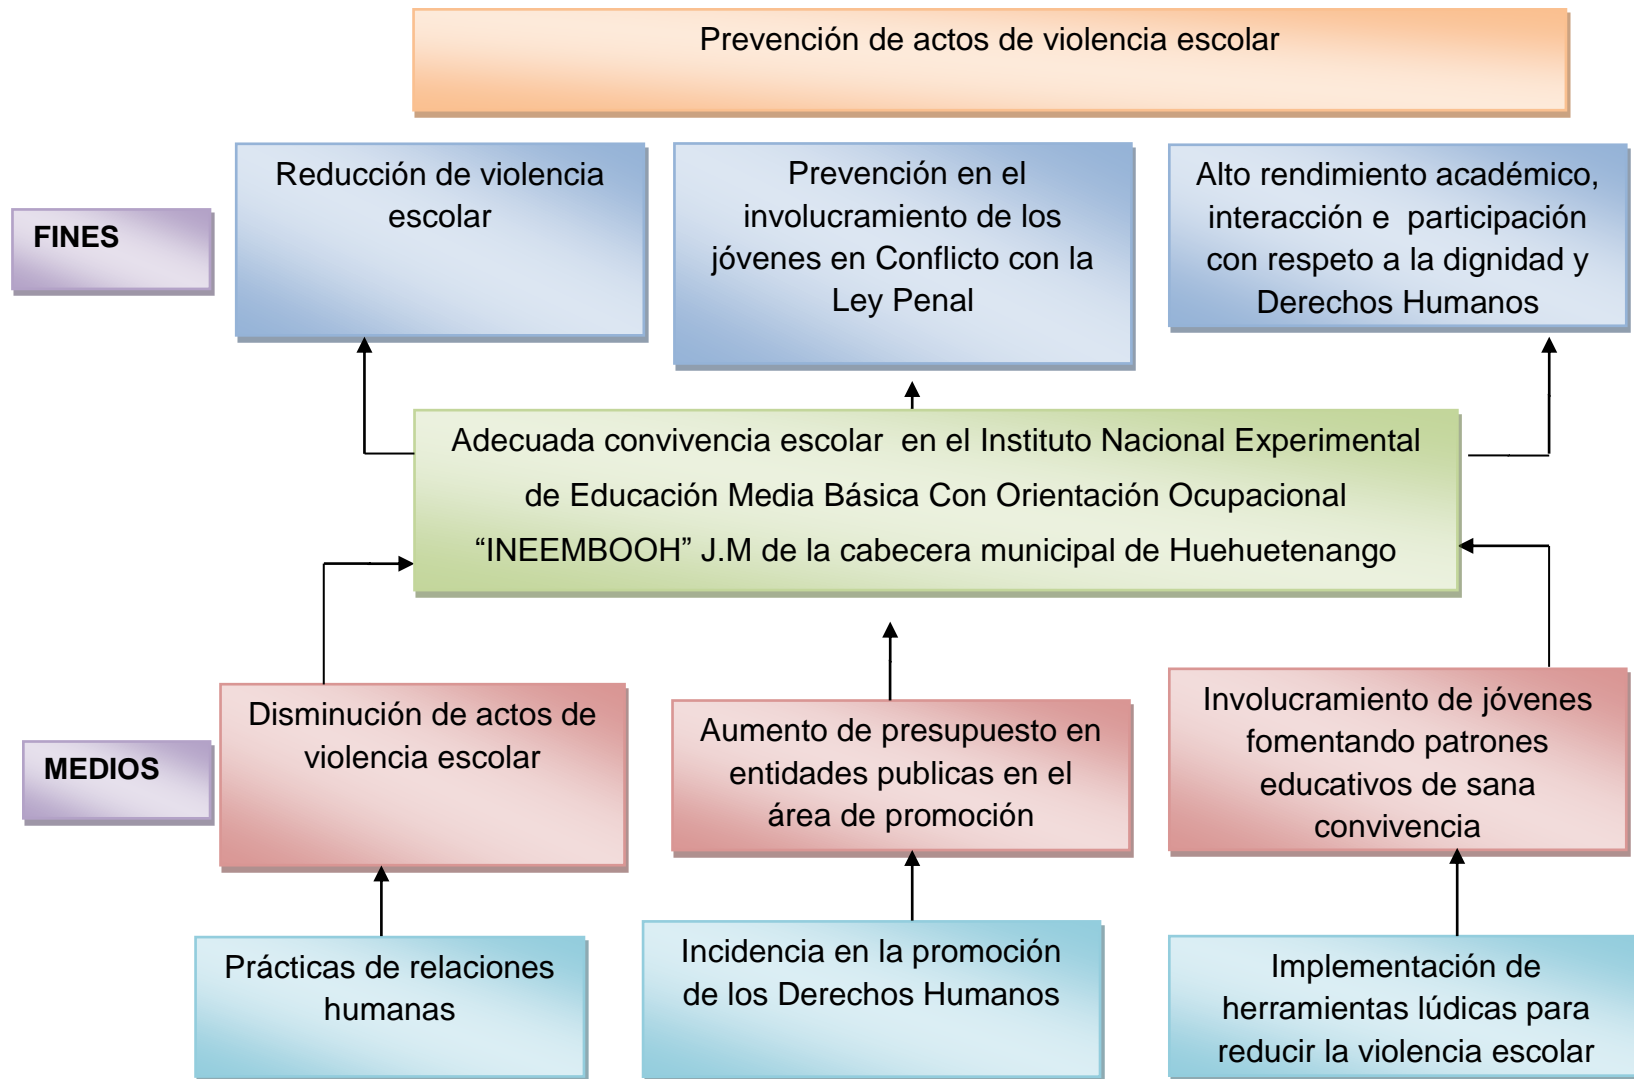 Prevención de actos de violencia escolar
Reducción de violencia
escolar
Prevención en el
involucramiento de los
jóvenes en Conflicto con la
Ley Penal
Alto rendimiento académico,
interacción e  participación
con respeto a la dignidad y
Derechos Humanos
FINES
Adecuada convivencia escolar  en el Instituto Nacional Experimental
de Educación Media Básica Con Orientación Ocupacional
“INEEMBOOH” J.M de la cabecera municipal de Huehuetenango
Disminución de actos de
violencia escolar
Aumento de presupuesto en
entidades publicas en el
área de promoción
Involucramiento de jóvenes
fomentando patrones
educativos de sana
convivencia
MEDIOS
Prácticas de relaciones
humanas
Incidencia en la promoción
de los Derechos Humanos
Implementación de
herramientas lúdicas para
reducir la violencia escolar